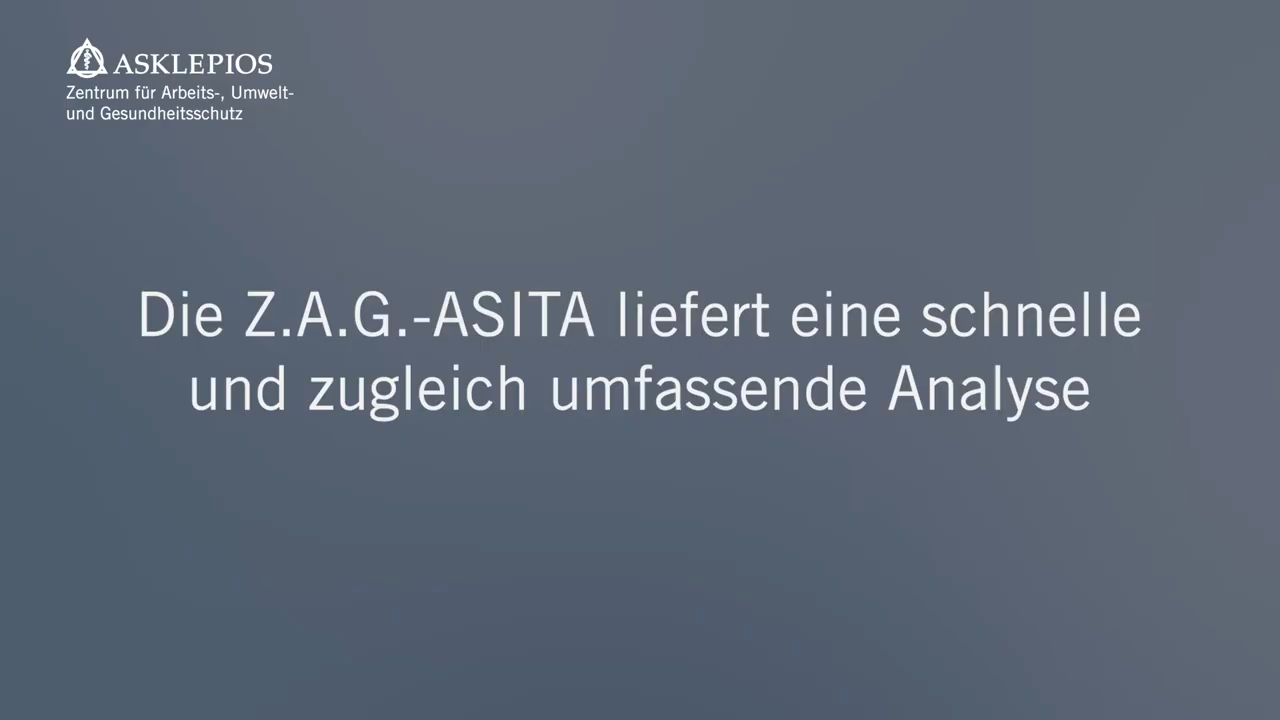 ASKLEPIOS
Zentrum für Arbeits-, Umwelt-
und Gesundheitsschutz
Die Z.A.G.-ASITA liefert eine schnelle
und zugleich umfassende Analyse